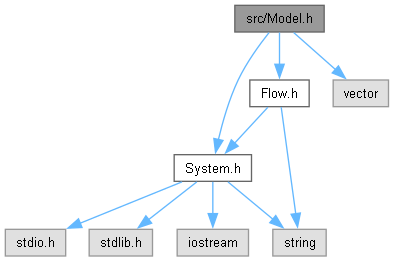 src/Model.h
Flow.h
vector
System.h
stdio.h
stdlib.h
iostream
string